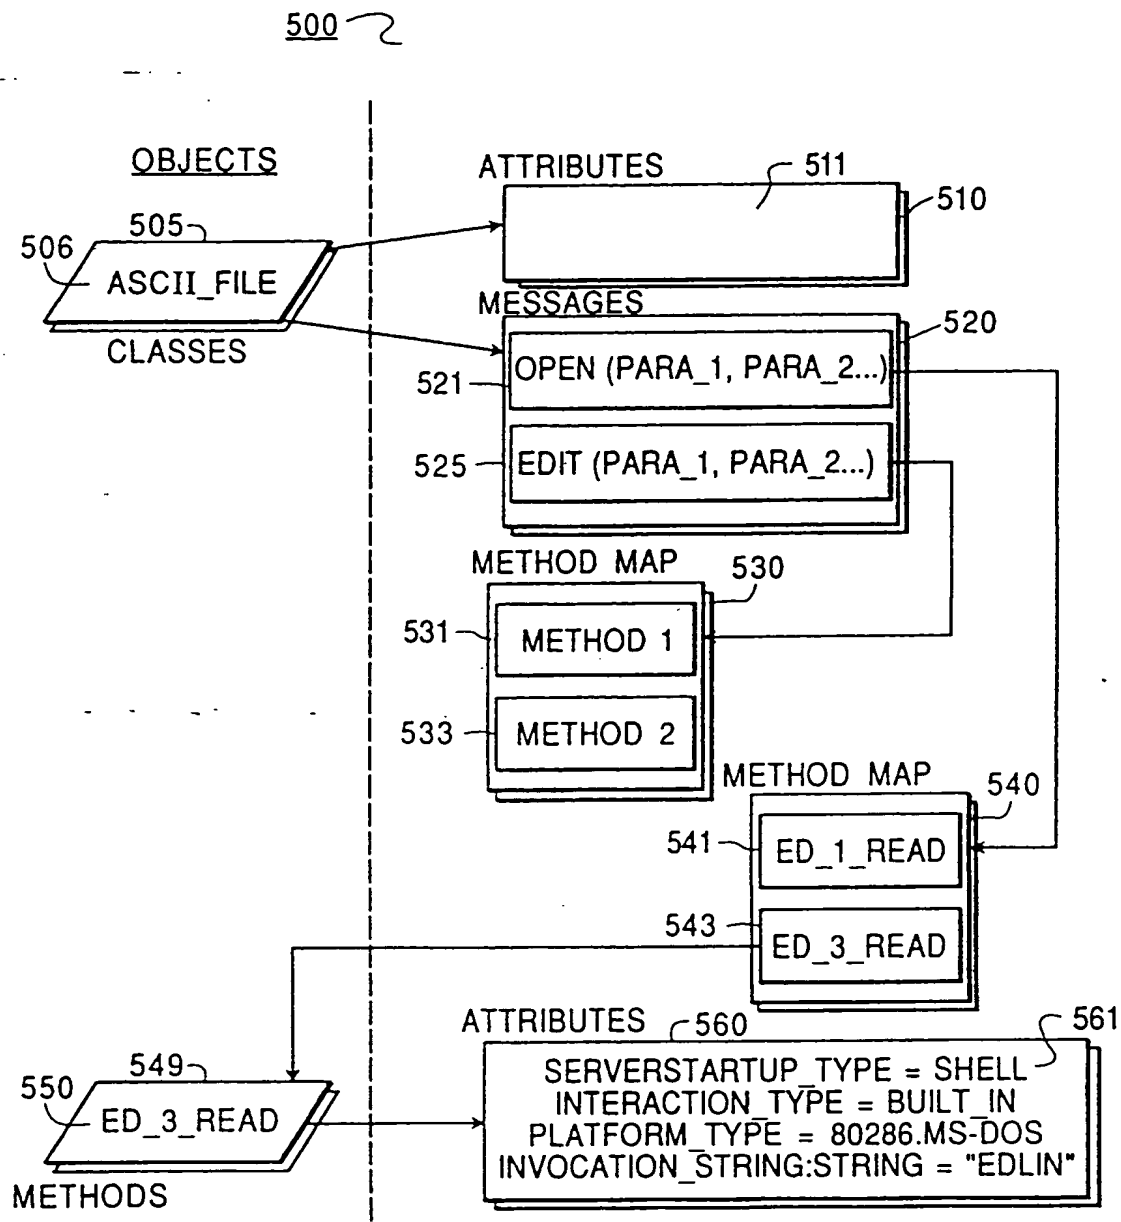 500
OBJECTS
ATTRIBUTES
511
510
505
506
ASCII_FILE
CLASSES
MESSAGES
520
521
OPEN (PARA_1, PARA_2...)
525
EDIT (PARA_1, PARA_2...)
METHOD MAP
530
531
METHOD 1
533
METHOD 2
METHOD MAP
540
541
ED_1_READ
543
ED_3_READ
ATTRIBUTES
560
561
SERVERSTARTUP_TYPE = SHELL
INTERACTION_TYPE = BUILT_IN
PLATFORM_TYPE = 80286.MS-DOS
INVOCATION_STRING:STRING = "EDLIN"
549
550
ED_3_READ
METHODS